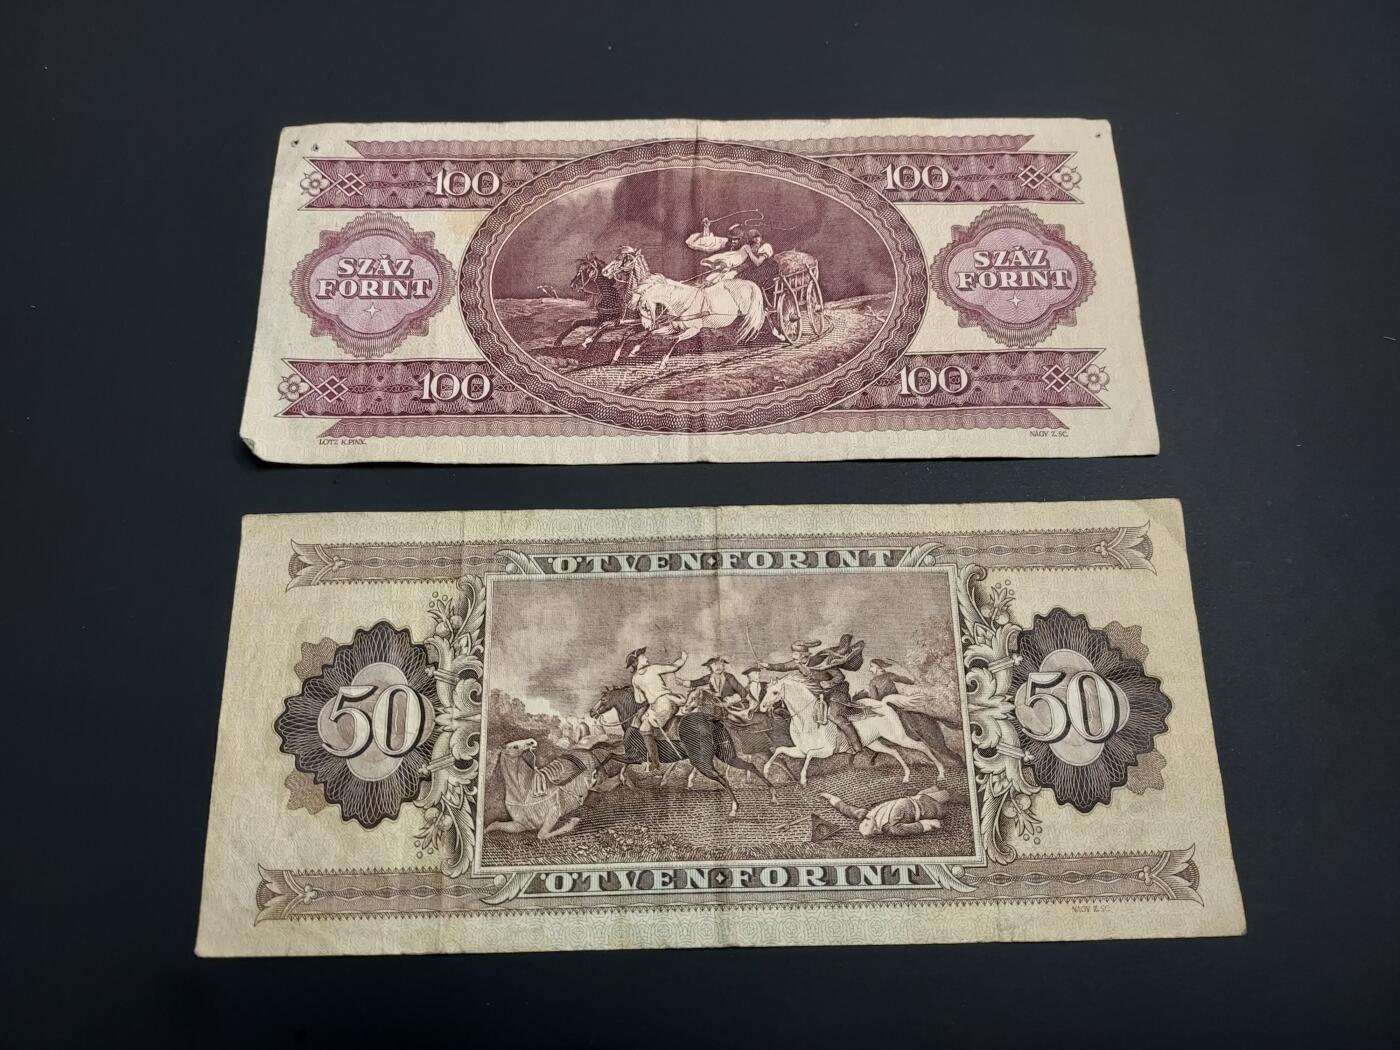 100 100
SZÁZ
FORINT
SZÁZ
FORINT
100 100
LOTZ K. PINX. NAGY Z. SC.
ÖTVEN FORINT
50 50
ÖTVEN FORINT
NAGY Z. SC.